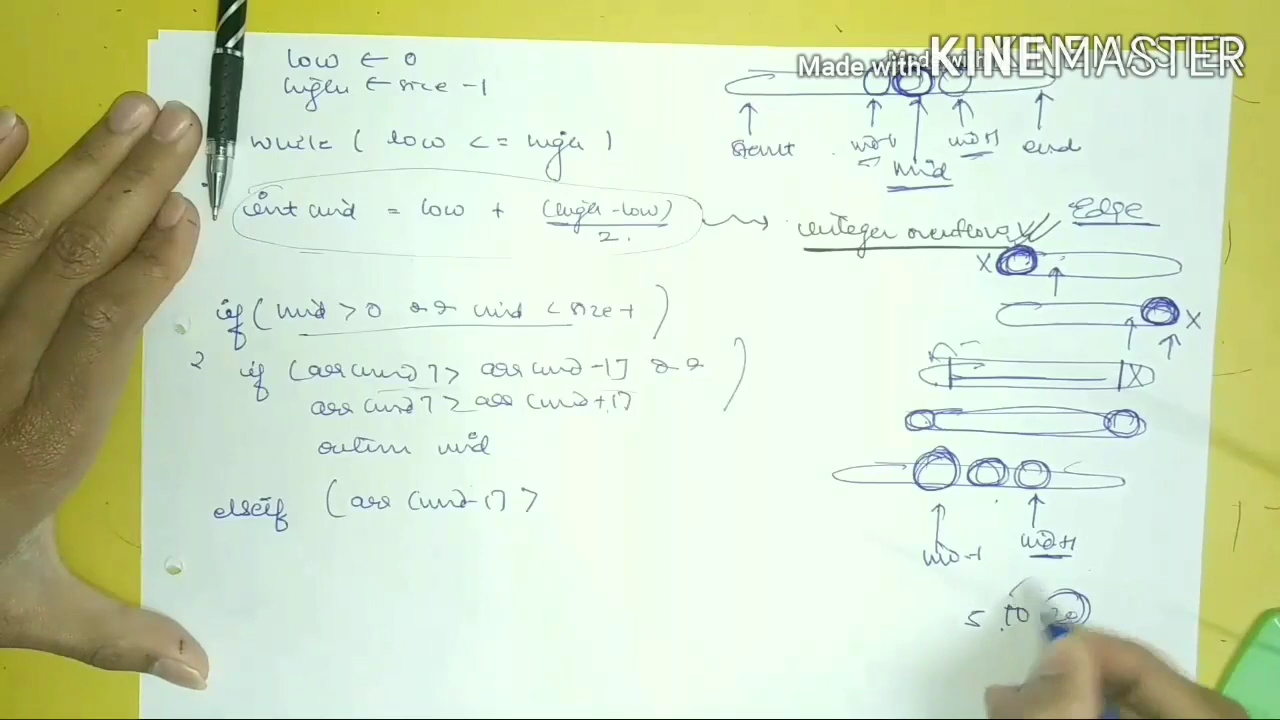 low ← 0
high ← size -1
while ( low <= high )
int mid = low + (high - low)
2.
if ( mid > 0 && mid < size-1 )
2 if (arr[mid] > arr[mid-1] &&
arr[mid] > arr[mid+1] )
return mid
elseif ( arr[mid-1] >
Made with KINEMASTER
start mid-1 mid+1 end
mid
integer overflow
Edge
X
X
X
mid-1 mid+1
5 10 20